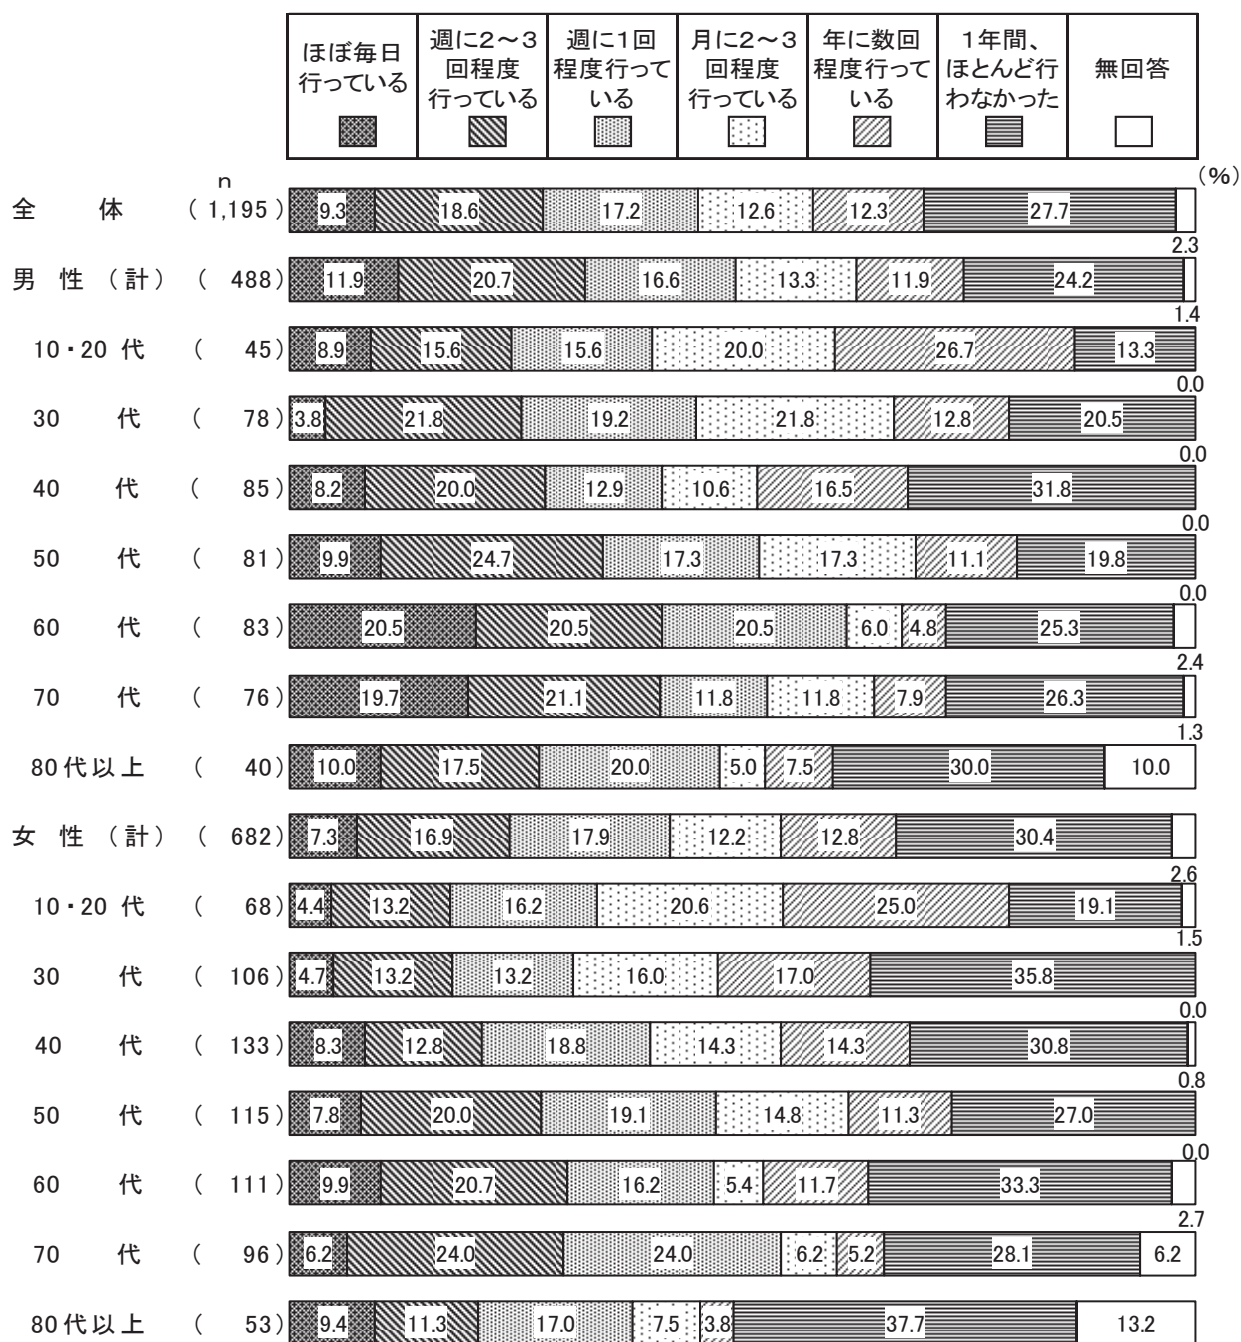 ほぼ毎日
行っている
週に2~3
回程度
行っている
週に1回
程度行って
いる
月に2~3
回程度
行っている
年に数回
程度行って
いる
1年間、
ほとんど行
わなかった
無回答
n
(%)
全 体 (1,195) 9.3 18.6 17.2 12.6 12.3 27.7
2.3
男 性 (計) ( 488) 11.9 20.7 16.6 13.3 11.9 24.2
1.4
10・20 代 ( 45) 8.9 15.6 15.6 20.0 26.7 13.3
0.0
30 代 ( 78) 3.8 21.8 19.2 21.8 12.8 20.5
0.0
40 代 ( 85) 8.2 20.0 12.9 10.6 16.5 31.8
0.0
50 代 ( 81) 9.9 24.7 17.3 17.3 11.1 19.8
0.0
60 代 ( 83) 20.5 20.5 20.5 6.0 4.8 25.3
2.4
70 代 ( 76) 19.7 21.1 11.8 11.8 7.9 26.3
1.3
80代以上 ( 40) 10.0 17.5 20.0 5.0 7.5 30.0 10.0
女 性 (計) ( 682) 7.3 16.9 17.9 12.2 12.8 30.4
2.6
10・20 代 ( 68) 4.4 13.2 16.2 20.6 25.0 19.1
1.5
30 代 ( 106) 4.7 13.2 13.2 16.0 17.0 35.8
0.0
40 代 ( 133) 8.3 12.8 18.8 14.3 14.3 30.8
0.8
50 代 ( 115) 7.8 20.0 19.1 14.8 11.3 27.0
0.0
60 代 ( 111) 9.9 20.7 16.2 5.4 11.7 33.3
2.7
70 代 ( 96) 6.2 24.0 24.0 6.2 5.2 28.1 6.2
80代以上 ( 53) 9.4 11.3 17.0 7.5 3.8 37.7 13.2